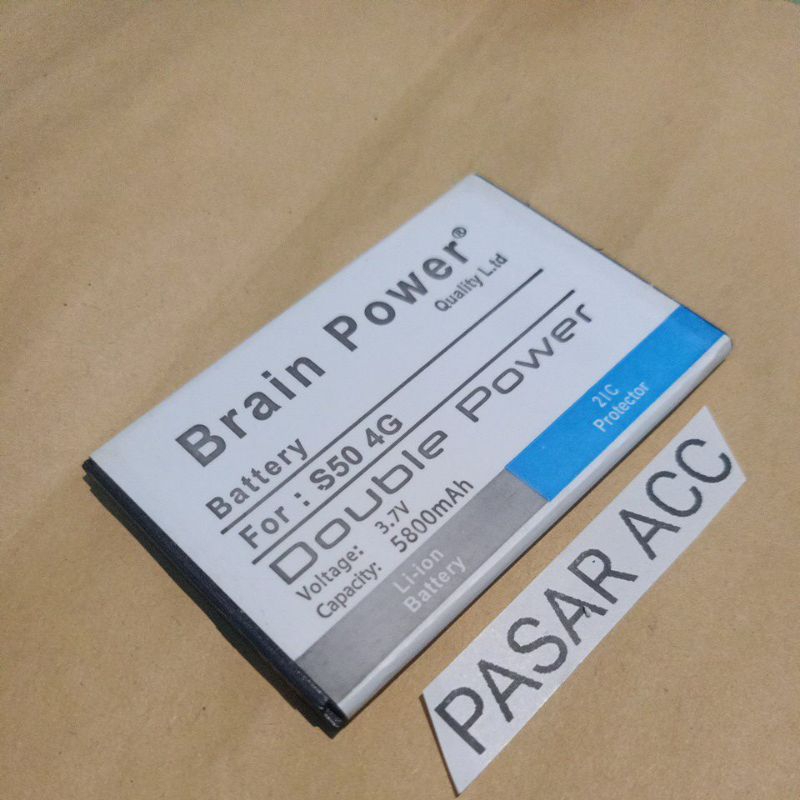 Brain Power®
Quality L.td
Battery
For : S50 4G
Double Power
Voltage: 3.7V
Capacity: 5800mAh
Li-ion
Battery
2IC
Protector
PASAR ACC